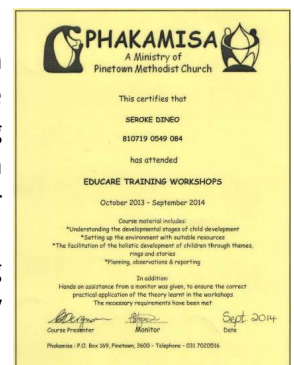 PHAKAMISA
A Ministry of
Pinetown Methodist Church
This certifies that
SEROKE DINEO
810719 0549 084
has attended
EDUCARE TRAINING WORKSHOPS
October 2013 - September 2014
Course material includes:
*Understanding the developmental stages of child development
*Setting up the environment with suitable resources
*The facilitation of the holistic development of children through themes,
rings and stories
*Planning, observations & reporting
In addition:
Hands on assistance from a monitor was given, to ensure the correct
practical application of the theory learnt in the workshops
The necessary requirements have been met
Sept 2014
Course Presenter Monitor Date
Phakamisa : P.O. Box 169, Pinetown, 3600 - Telephone - 031 7020516